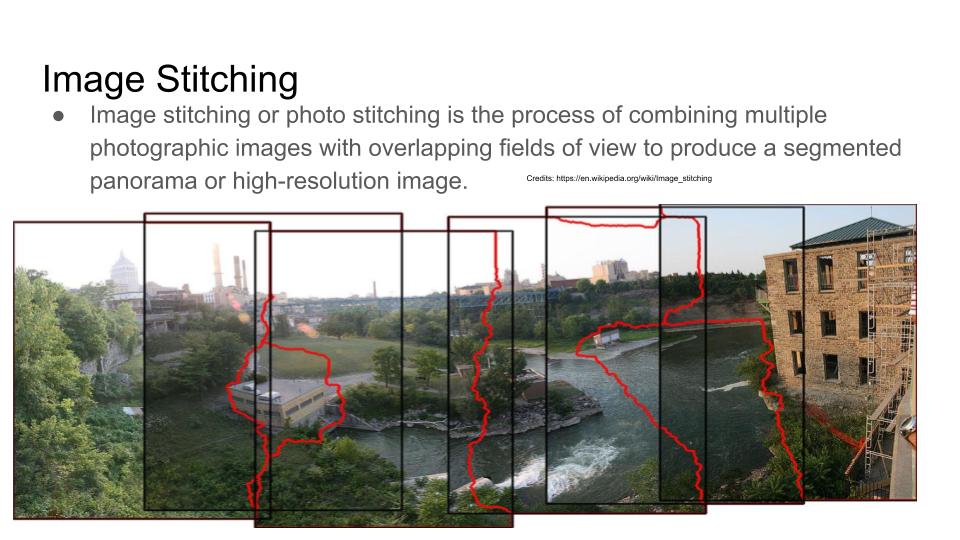 Image Stitching
● Image stitching or photo stitching is the process of combining multiple
photographic images with overlapping fields of view to produce a segmented
panorama or high-resolution image.
Credits: https://en.wikipedia.org/wiki/Image_stitching